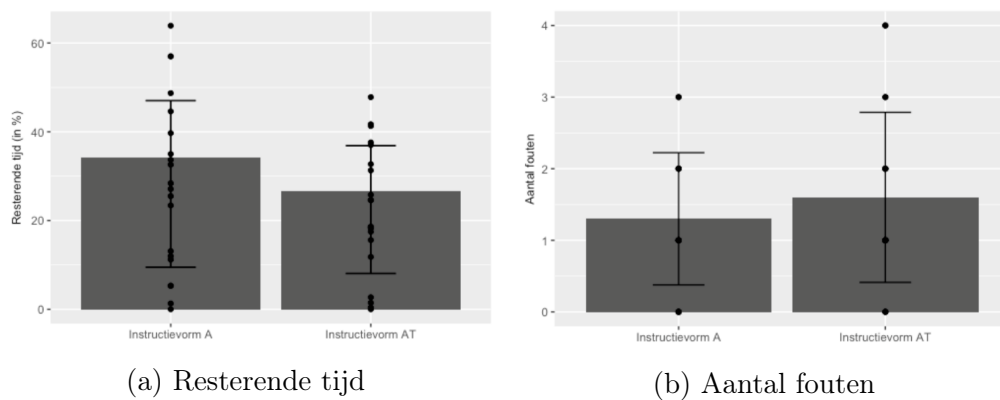 Resterende tijd (in %)
60
40
20
0
Instructievorm A
Instructievorm AT
(a) Resterende tijd
Aantal fouten
4
3
2
1
0
Instructievorm A
Instructievorm AT
(b) Aantal fouten